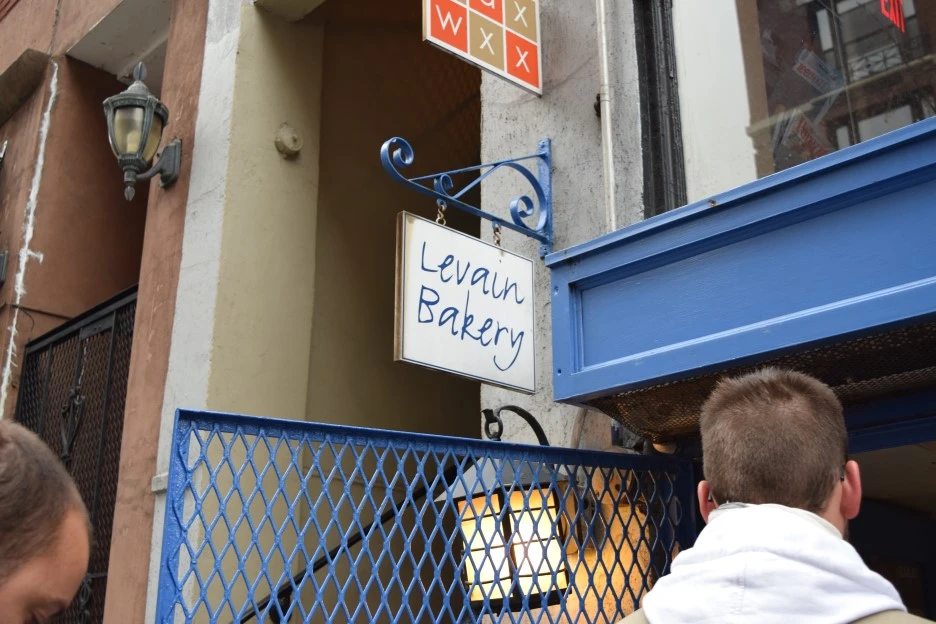 w x x
Levain
Bakery